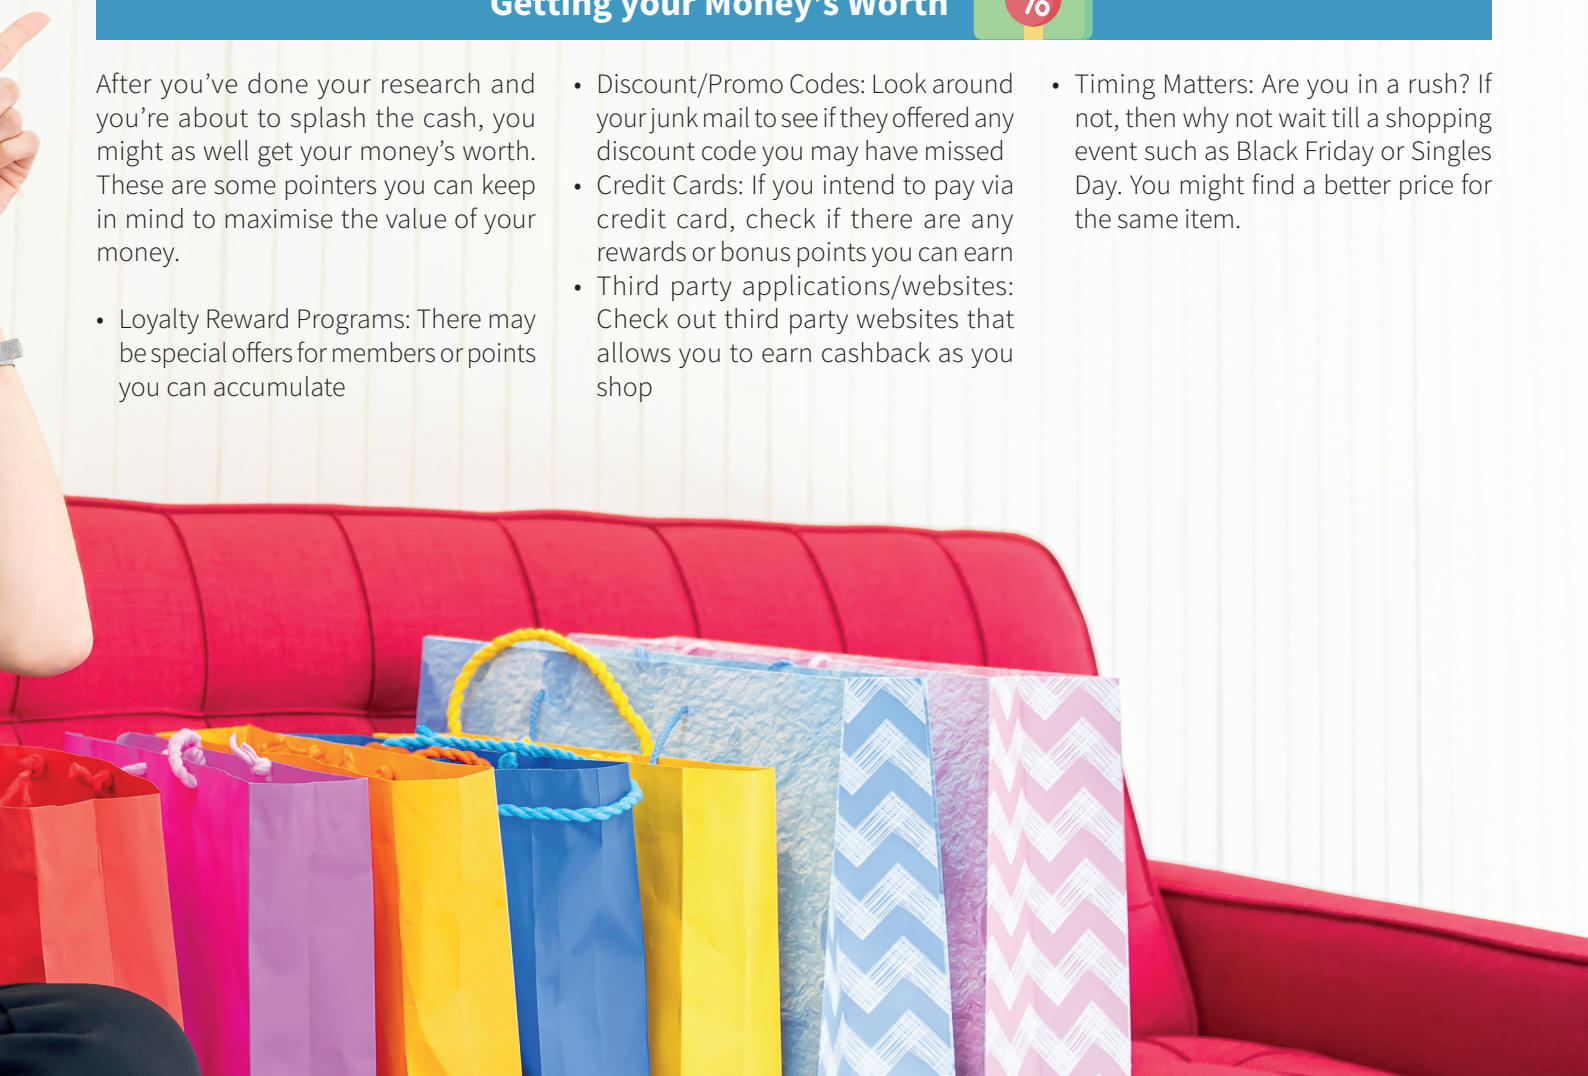 Getting your Money's Worth
%
After you've done your research and
you're about to splash the cash, you
might as well get your money's worth.
These are some pointers you can keep
in mind to maximise the value of your
money.
• Loyalty Reward Programs: There may
be special offers for members or points
you can accumulate
• Discount/Promo Codes: Look around
your junk mail to see if they offered any
discount code you may have missed
• Credit Cards: If you intend to pay via
credit card, check if there are any
rewards or bonus points you can earn
• Third party applications/websites:
Check out third party websites that
allows you to earn cashback as you
shop
• Timing Matters: Are you in a rush? If
not, then why not wait till a shopping
event such as Black Friday or Singles
Day. You might find a better price for
the same item.